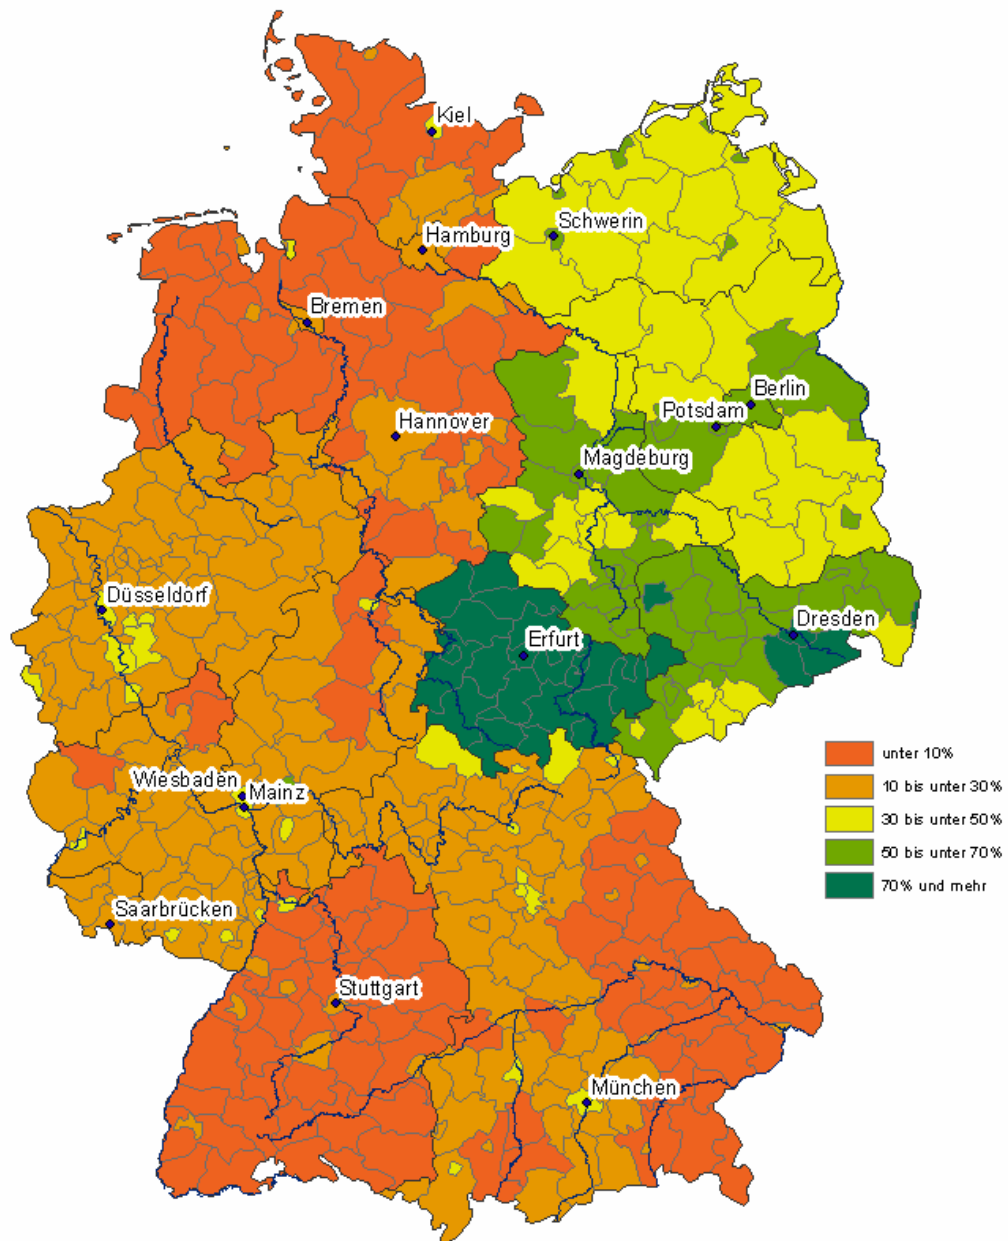 Kiel
Schwerin
Hamburg
Bremen
Berlin
Potsdam
Hannover
Magdeburg
Düsseldorf
Dresden
Erfurt
unter 10%
10 bis unter 30%
30 bis unter 50%
50 bis unter 70%
70% und mehr
Wiesbaden
Mainz
Saarbrücken
Stuttgart
München